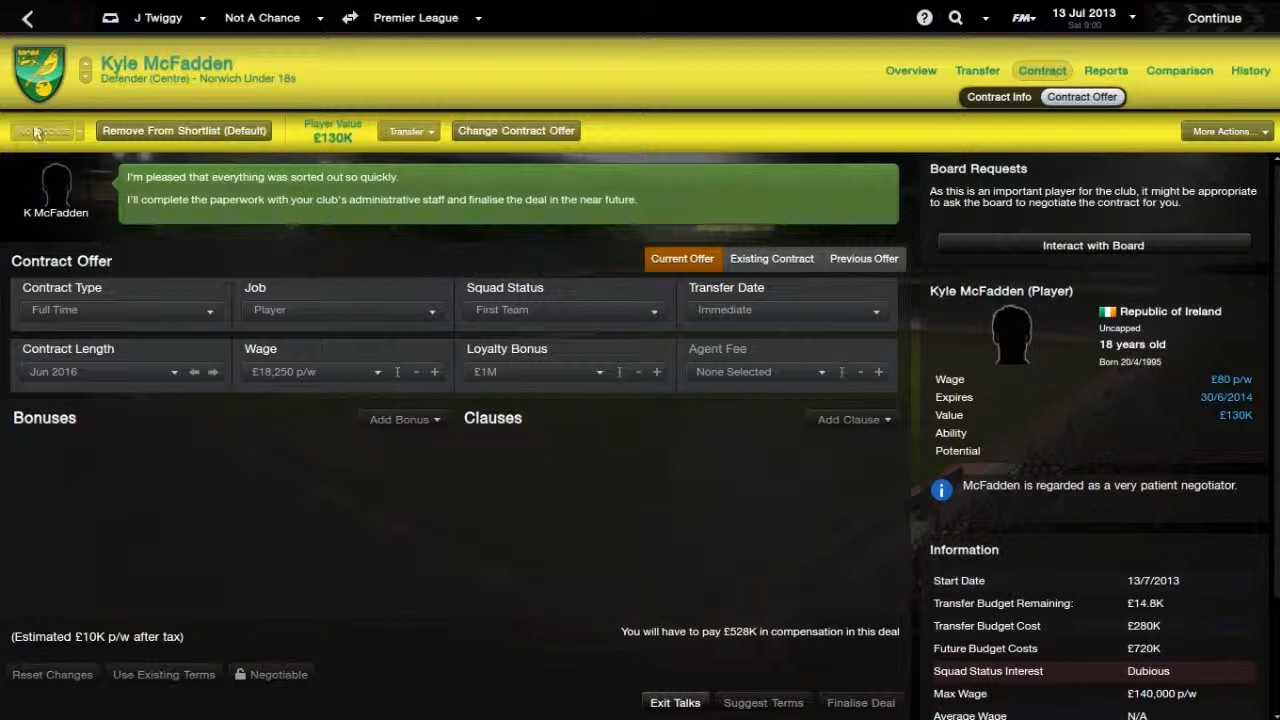 J Twiggy
Not A Chance
Premier League
FM
13 Jul 2013
Sat 9:00
Continue
Kyle McFadden
Defender (Centre) - Norwich Under 18s
Overview
Transfer
Contract
Reports
Comparison
History
Contract Info
Contract Offer
Remove From Shortlist (Default)
Player Value
£130K
Transfer
Change Contract Offer
More Actions...
K McFadden
I'm pleased that everything was sorted out so quickly.
I'll complete the paperwork with your club's administrative staff and finalise the deal in the near future.
Contract Offer
Current Offer
Existing Contract
Previous Offer
Contract Type
Job
Squad Status
Transfer Date
Full Time
Player
First Team
Immediate
Contract Length
Wage
Loyalty Bonus
Agent Fee
Jun 2016
£18,250 p/w
£1M
None Selected
Bonuses
Add Bonus
Clauses
Add Clause
(Estimated £10K p/w after tax)
You will have to pay £528K in compensation in this deal
Reset Changes
Use Existing Terms
Negotiable
Exit Talks
Suggest Terms
Finalise Deal
Board Requests
As this is an important player for the club, it might be appropriate
to ask the board to negotiate the contract for you.
Interact with Board
Kyle McFadden (Player)
Republic of Ireland
Uncapped
18 years old
Born 20/4/1995
Wage £80 p/w
Expires 30/6/2014
Value £130K
Ability
Potential
McFadden is regarded as a very patient negotiator.
Information
Start Date 13/7/2013
Transfer Budget Remaining: £14.8K
Transfer Budget Cost £280K
Future Budget Costs £720K
Squad Status Interest Dubious
Max Wage £140,000 p/w
Average Wage N/A